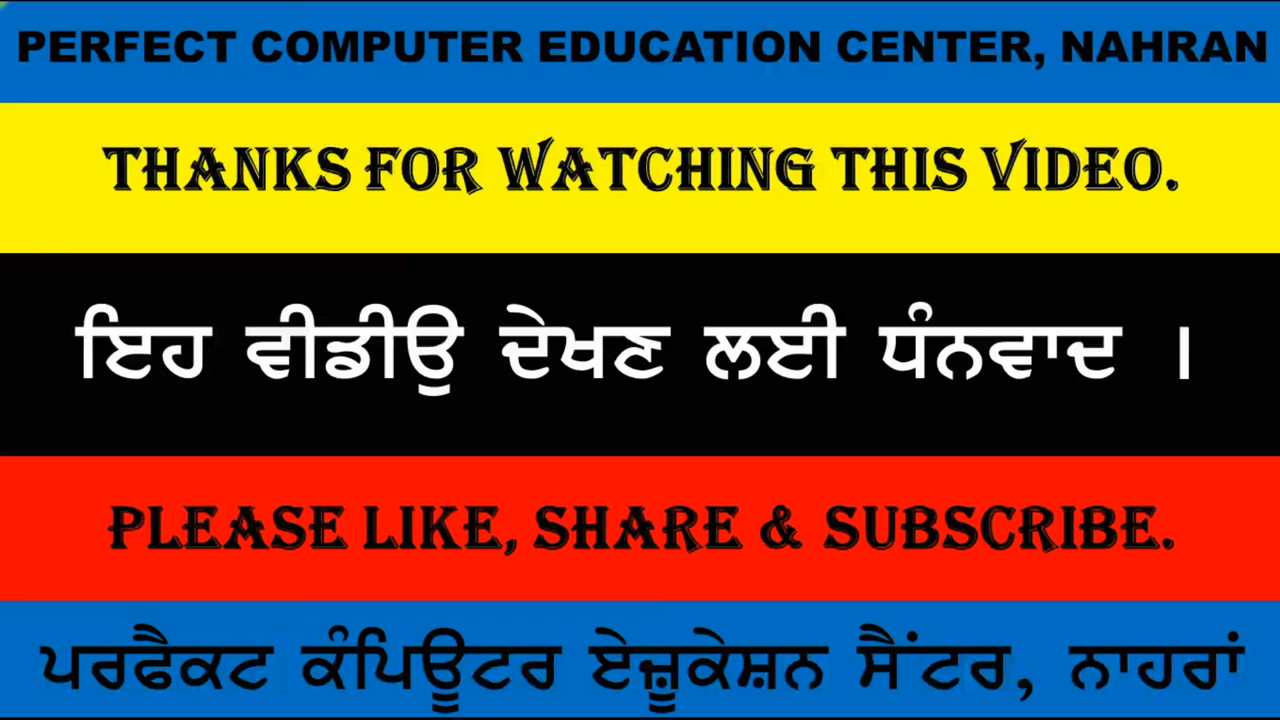 PERFECT COMPUTER EDUCATION CENTER, NAHRAN
THANKS FOR WATCHING THIS VIDEO.
ਇਹ ਵੀਡੀਉ ਦੇਖਣ ਲਈ ਧੰਨਵਾਦ ।
PLEASE LIKE, SHARE & SUBSCRIBE.
ਪਰਫੈਕਟ ਕੰਪਿਊਟਰ ਏਜ਼ੂਕੇਸ਼ਨ ਸੈਂਟਰ, ਨਾਹਰਾਂ